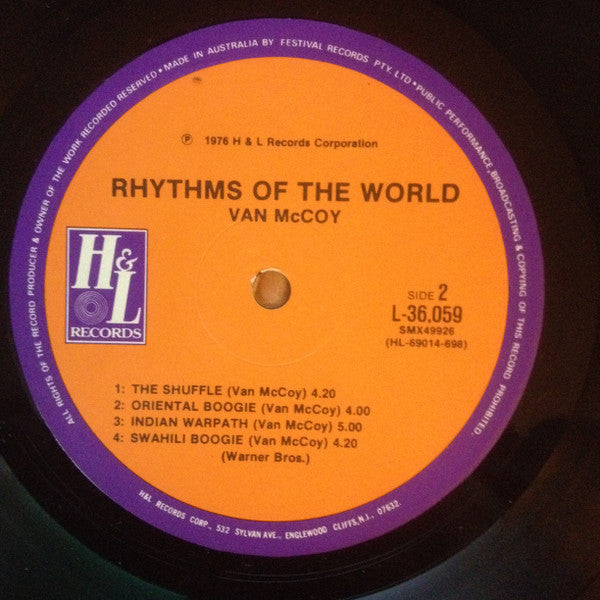 ALL RIGHTS OF THE RECORD PRODUCER & OWNER OF THE WORK RECORDED RESERVED • MADE IN AUSTRALIA BY FESTIVAL RECORDS PTY. LTD • PUBLIC PERFORMANCE, BROADCASTING & COPYING OF THIS RECORD PROHIBITED.
℗ 1976 H & L Records Corporation
RHYTHMS OF THE WORLD
VAN McCOY
H&L
RECORDS
SIDE 2
L-36,059
SMX49926
(HL-69014-698)
1: THE SHUFFLE (Van McCoy) 4.20
2: ORIENTAL BOOGIE (Van McCoy) 4.00
3: INDIAN WARPATH (Van McCoy) 5.00
4: SWAHILI BOOGIE (Van McCoy) 4.20
(Warner Bros.)
H&L RECORDS CORP., 532 SYLVAN AVE., ENGLEWOOD CLIFFS, N.J., 07632.